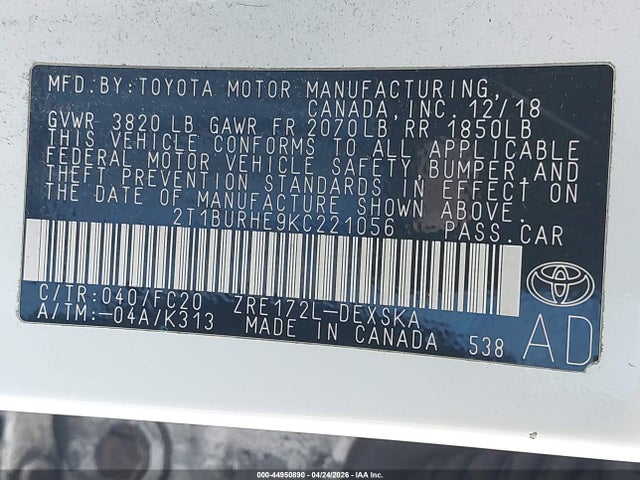 MFD.BY:TOYOTA MOTOR MANUFACTURING,
CANADA, INC. 12/18
GVWR 3820 LB GAWR FR 2070LB RR 1850LB
THIS VEHICLE CONFORMS TO ALL APPLICABLE
FEDERAL MOTOR VEHICLE SAFETY, BUMPER, AND
THEFT PREVENTION STANDARDS IN EFFECT ON
THE DATE OF MANUFACTURE SHOWN ABOVE.
2T1BURHE9KC221056 PASS.CAR
C/TR:040/FC20 ZRE172L-DEXSKA
A/TM:-04A/K313 MADE IN CANADA 538
AD
000-44950890 - 04/24/2026 - IAA Inc.